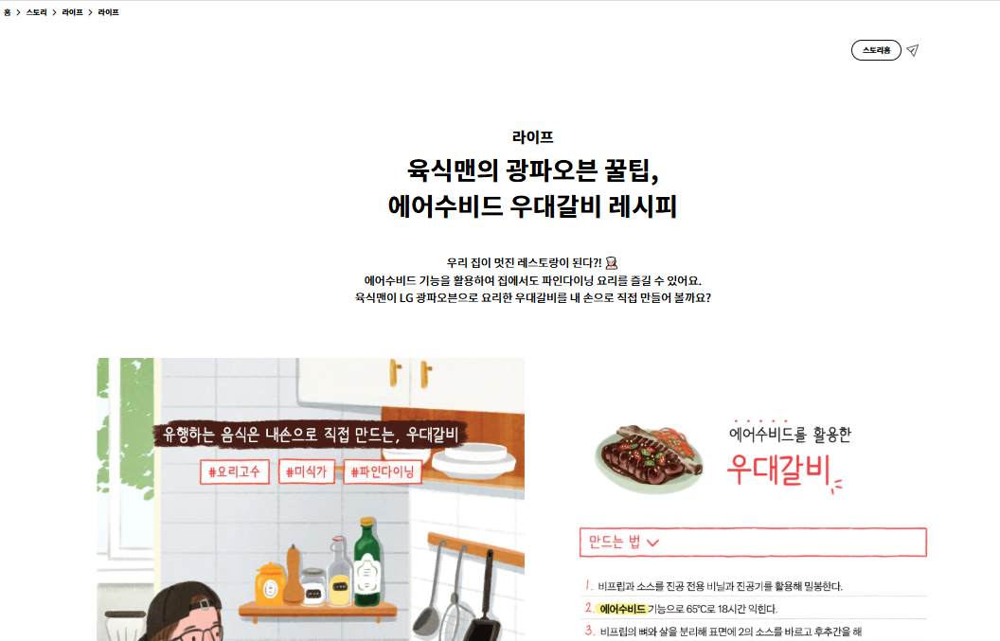 홈 > 스토리 > 라이프 > 라이프
스토리홈
라이프
육식맨의 광파오븐 꿀팁,
에어수비드 우대갈비 레시피
우리 집이 멋진 레스토랑이 된다?!
에어수비드 기능을 활용하여 집에서도 파인다이닝 요리를 즐길 수 있어요.
육식맨이 LG 광파오븐으로 요리한 우대갈비를 내 손으로 직접 만들어 볼까요?
유행하는 음식은 내손으로 직접 만드는, 우대갈비
#요리고수 #미식가 #파인다이닝
에어수비드를 활용한
우대갈비
만드는 법
1. 비프립과 소스를 진공 전용 비닐과 진공기를 활용해 밀봉한다.
2. 에어수비드 기능으로 65℃로 18시간 익힌다.
3. 비프립의 뼈와 살을 분리해 표면에 2의 소스를 바르고 후추간을 해